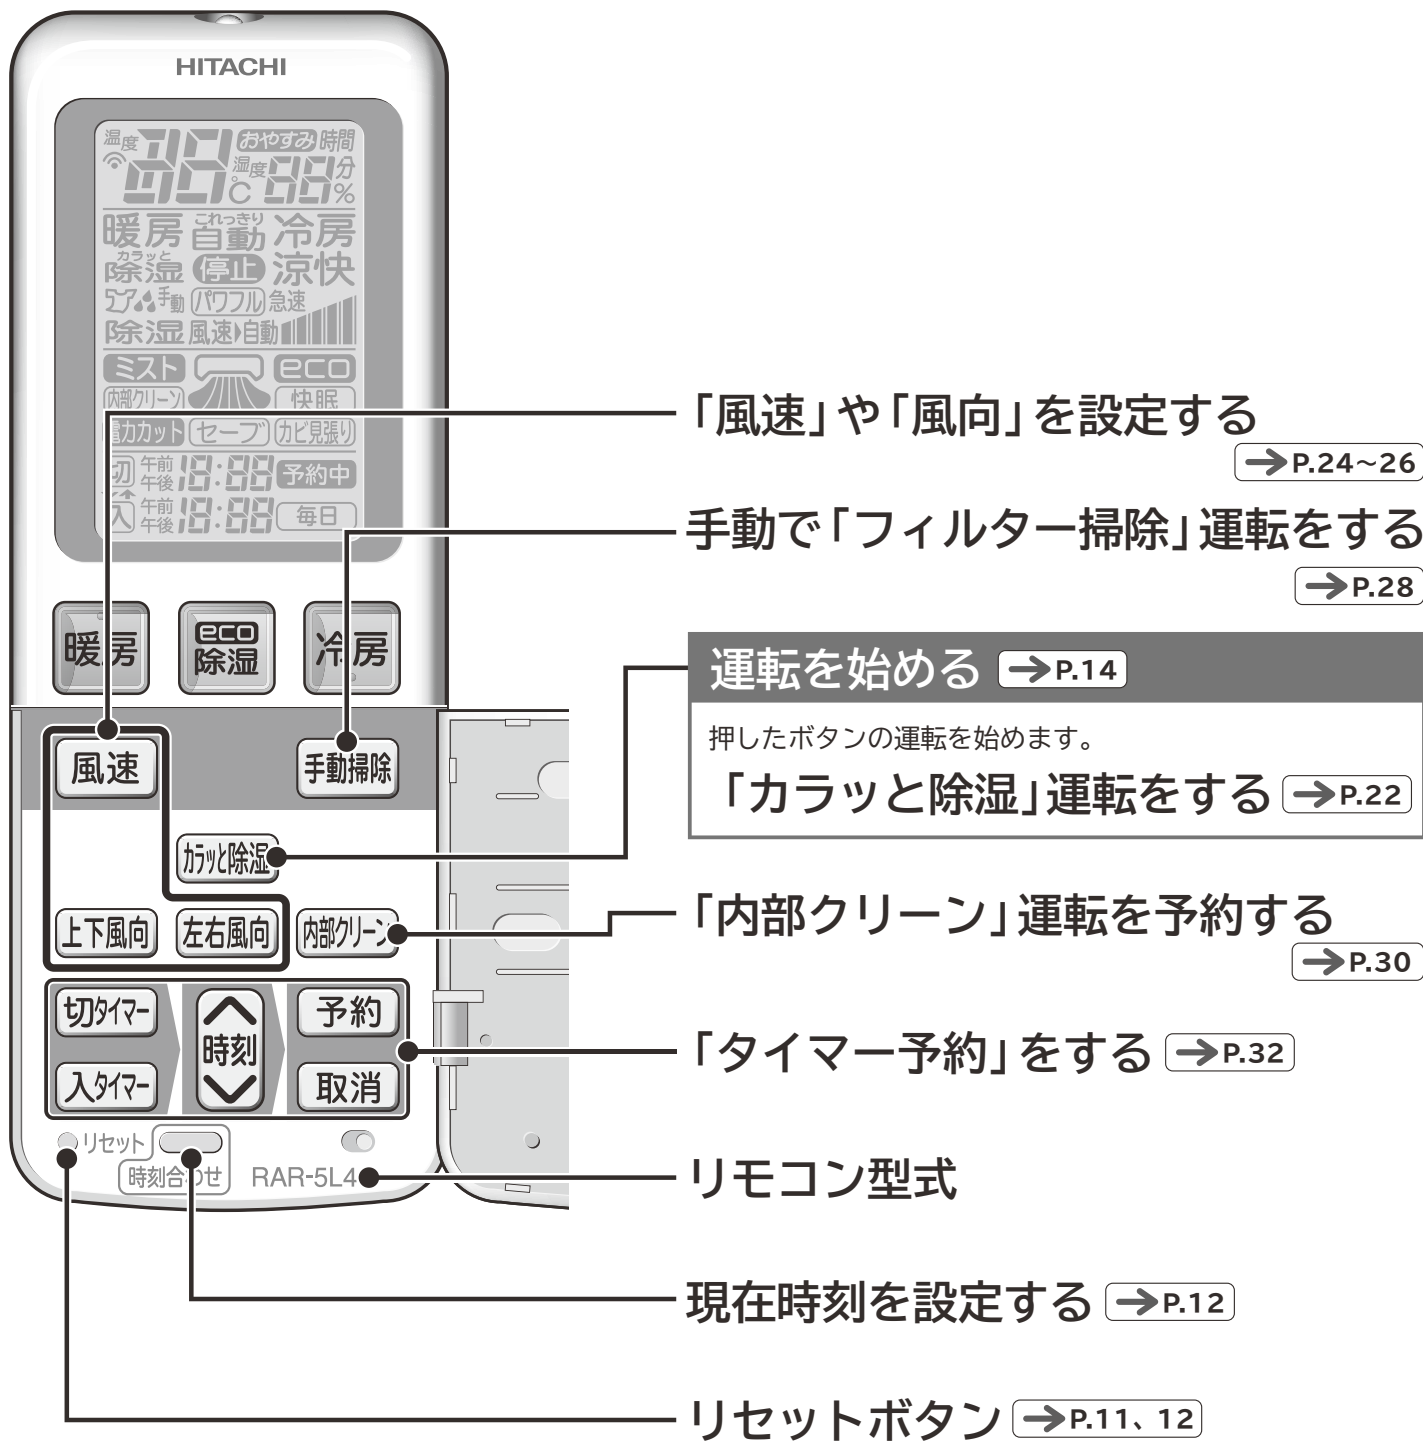 HITACHI
温度 おやすみ 時間
88℃ 湿度 88 分 %
暖房 これっきり 自動 冷房
カラッと 除湿 停止 涼快
手動 パワフル 急速
除湿 風速 自動
ミスト eco
内部クリーン 快眠
電力カット セーブ カビ見張り
切 午前 午後 18:88 予約中
入 午前 午後 18:88 毎日
暖房 eco 除湿 冷房
風速 手動掃除
カラッと除湿
上下風向 左右風向 内部クリーン
切タイマー 時刻 予約
入タイマー 取消
リセット
時刻合わせ RAR-5L4
「風速」や「風向」を設定する
→P.24～26
手動で「フィルター掃除」運転をする
→P.28
運転を始める →P.14
押したボタンの運転を始めます。
「カラッと除湿」運転をする →P.22
「内部クリーン」運転を予約する
→P.30
「タイマー予約」をする →P.32
リモコン型式
現在時刻を設定する →P.12
リセットボタン →P.11、12